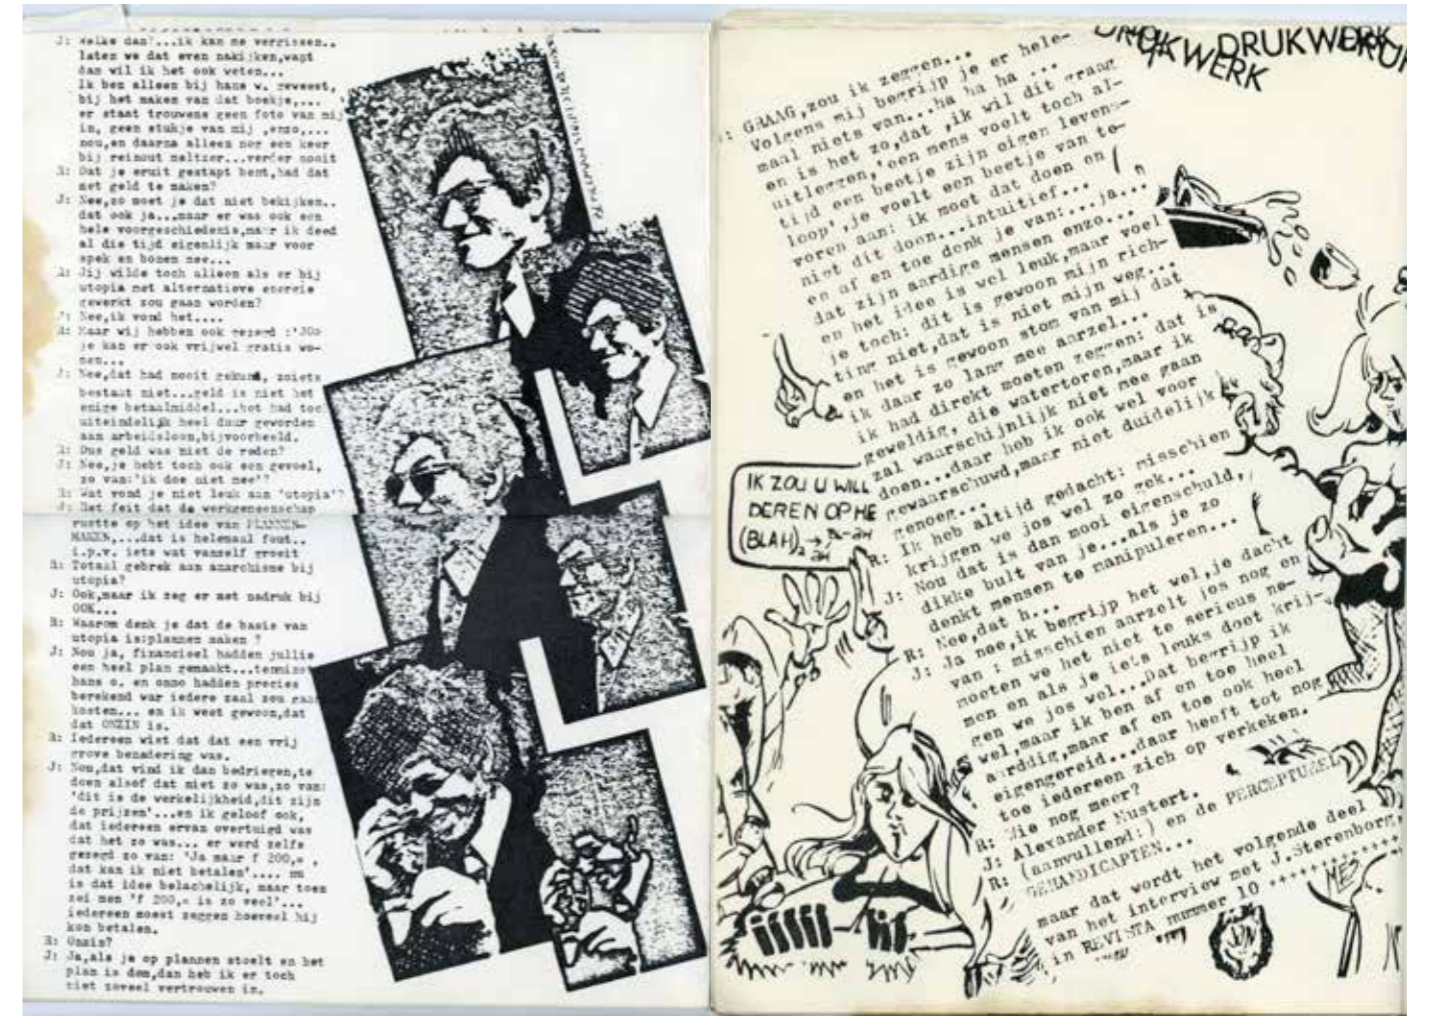 J: Welke dan?...ik kan me vergissen..
laten we dat even nakijken,want
dan wil ik het ook weten...
Ik ben alleen bij hans w. geweest,
bij het maken van dat boekje,...
er staat trouwens geen foto van mij
in, geen stukje van mij ,enzo,...
nou,en daarna alleen nog een keer
bij reinout meltzer...verder nooit
R: Dat je eruit gestapt bent,had dat
met geld te maken?
J: Nee,zo moet je dat niet bekijken..
dat ook ja...maar er was ook een
hele voorgeschiedenis,maar ik deed
al die tijd eigenlijk maar voor
spek en bonen mee...
R: Jij wilde toch alleen als er bij
utopia met alternatieve energie
gewerkt zou gaan worden?
J: Nee,ik vond het....
R: Maar wij hebben ook gezegd :'Jos
je kan er ook vrijwel gratis wo-
nen...
J: Nee,dat had nooit gekund, zoiets
bestaat niet...geld is niet het
enige betaalmiddel...het had toc
uiteindelijk heel duur geworden
aan arbeidsloon,bijvoorbeeld.
R: Dus geld was niet de reden?
J: Nee,je hebt toch ook een gevoel,
zo van:'ik doe niet mee'?
R: Wat vond je niet leuk aan 'utopia'?
J: Het feit dat de werkgemeenschap
rustte op het idee van PLANNEN-
MAKEN,...dat is helemaal fout..
i.p.v. iets wat vanzelf groeit
R: Totaal gebrek aan anarchisme bij
utopia?
J: Ook,maar ik zeg er met nadruk bij
OOK...
R: Waarom denk je dat de basis van
utopia is:plannen maken ?
J: Nou ja, financieel hadden jullie
een heel plan gemaakt...tenminst
hans o. en onno hadden precies
berekend war iedere zaal zou gaan
kosten... en ik weet gewoon,dat
dat ONZIN is.
R: Iedereen wist dat dat een vrij
grove benadering was.
J: Nou,dat vind ik dan bedriegen,te
doen alsof dat niet zo was,zo van:
'dit is de werkelijkheid,dit zijn
de prijzen'...en ik geloof ook,
dat iedereen ervan overtuigd was
dat het zo was... er werd zelfs
gezegd zo van: 'Ja maar f 200,= ,
dat kan ik niet betalen'.... nu
is dat idee belachelijk, maar toen
zei men 'f 200,= is zo veel'...
iedereen moest zeggen hoeveel hij
kon betalen.
R: Onzin?
J: Ja,als je op plannen stoelt en het
plan is dom,dan heb ik er toch
niet zoveel vertrouwen in.
DRUKWERK DRUKWERK
: GRAAG,zou ik zeggen...
Volgens mij begrijp je er hele-
maal niets van...ha ha ha ...
en is het zo,dat ,ik wil dit graag
uitleggen,'een mens voelt toch al-
tijd een beetje zijn eigen levens-
loop',je voelt een beetje van te-
voren aan: ik moet dat doen en
niet dit doen...intuitief...
en af en toe denk je van:...ja...
dat zijn aardige mensen enzo...
en het idee is wel leuk,maar voel
je toch: dit is gewoon mijn rich-
ting niet,dat is niet mijn weg...
en het is gewoon stom van mij dat
ik daar zo lang mee aarzel...
ik had direkt moeten zeggen: dat is
geweldig, die watertoren,maar ik
zal waarschijnlijk niet mee gaan
doen...daar heb ik ook wel voor
gewaarschuwd,maar niet duidelijk
genoeg...
R: Ik heb altijd gedacht: misschien
krijgen we jos wel zo gek...
J: Nou dat is dan mooi eigenschuld,
dikke bult van je...als je zo
denkt mensen te manipuleren...
R: Nee,dat h...
J: Ja nee,ik begrijp het wel,je dacht
van : misschien aarzelt jos nog en
moeten we het niet te serieus ne-
men en als je iets leuks doet krij-
gen we jos wel...Dat begrijp ik
wel,maar ik ben af en toe heel
aarddig,maar af en toe ook heel
eigengereid...daar heeft tot nog
toe iedereen zich op verkeken.
R: Wie nog meer?
J: Alexander Mustert.
R: (aanvullend:) en de PERCEPTUEEL
GEHANDICAPTEN...
maar dat wordt het volgende deel
van het interview met J.Sterenborg,
in REVISTA nummer 10 ++++++++++++
IK ZOU U WILL
DEREN OPHE
(BLAH)₂ →